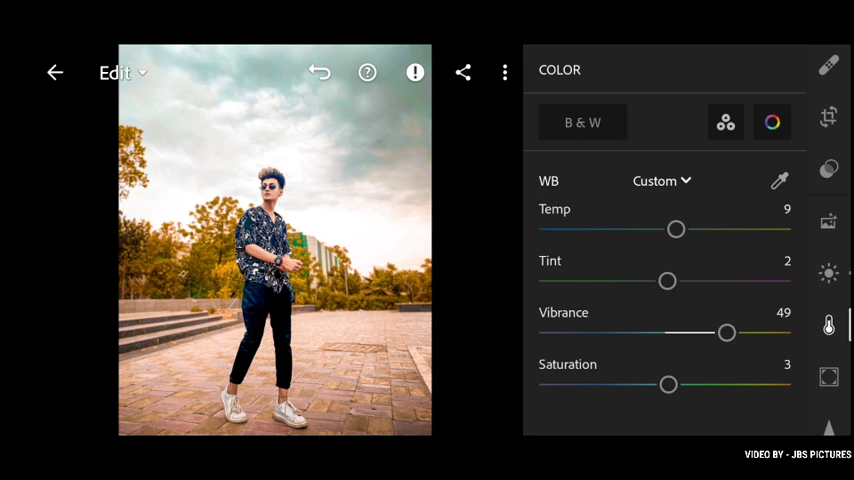 Edit
COLOR
B & W
WB Custom
Temp 9
Tint 2
Vibrance 49
Saturation 3
VIDEO BY - JBS PICTURES